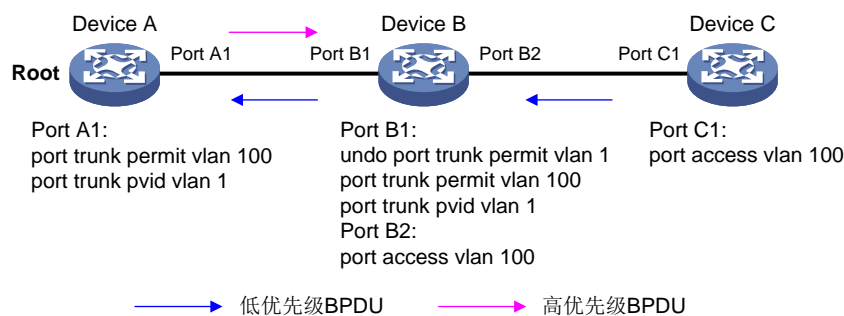 Device A
Device B
Device C
Root
Port A1
Port B1
Port B2
Port C1
Port A1:
port trunk permit vlan 100
port trunk pvid vlan 1
Port B1:
undo port trunk permit vlan 1
port trunk permit vlan 100
port trunk pvid vlan 1
Port B2:
port access vlan 100
Port C1:
port access vlan 100
低优先级BPDU
高优先级BPDU